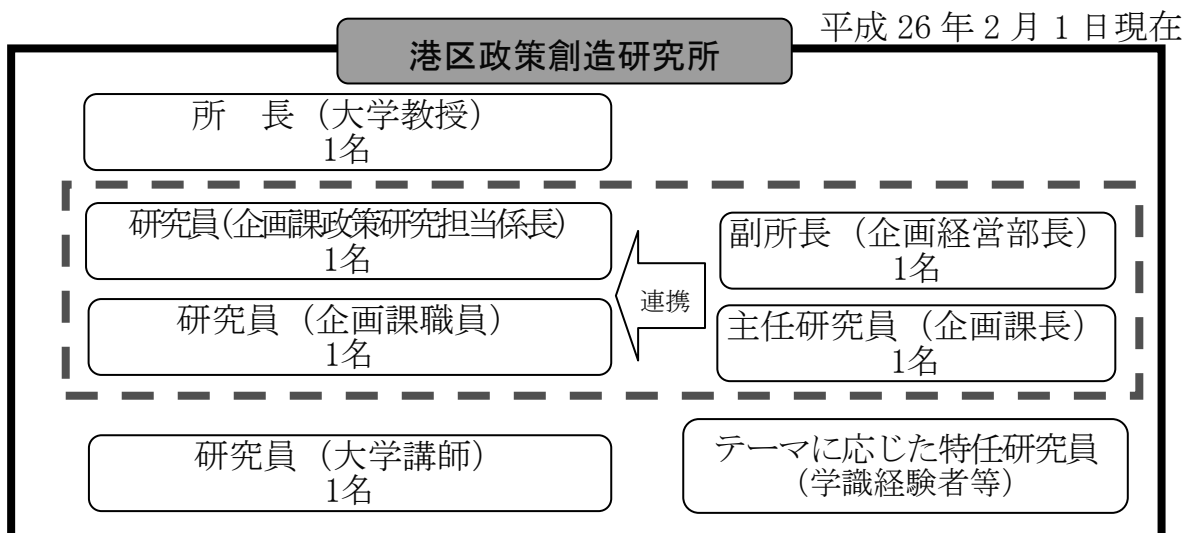 平成 26 年 2 月 1 日現在
港区政策創造研究所
所　長（大学教授）
1名
研究員(企画課政策研究担当係長)
1名
研究員（企画課職員）
1名
連携
副所長（企画経営部長）
1名
主任研究員（企画課長）
1名
研究員（大学講師）
1名
テーマに応じた特任研究員
（学識経験者等）